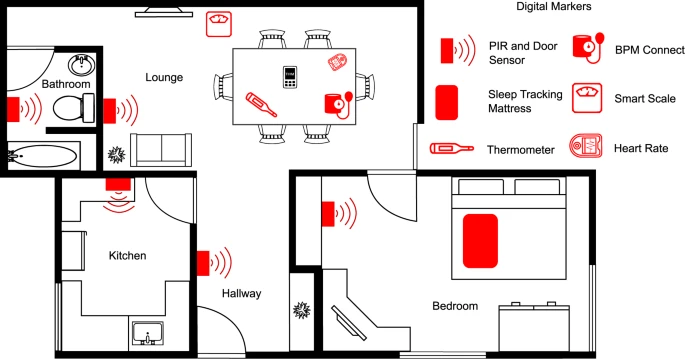 Digital Markers
PIR and Door
Sensor
BPM Connect
Sleep Tracking
Mattress
Smart Scale
Thermometer
Heart Rate
Lounge
Bathroom
Kitchen
Hallway
Bedroom